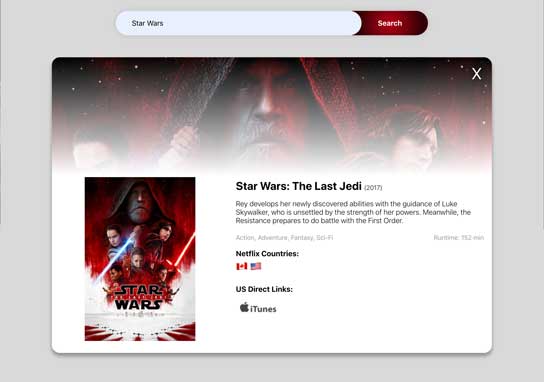 Star Wars
Search
X
Star Wars: The Last Jedi (2017)
Rey develops her newly discovered abilities with the guidance of Luke
Skywalker, who is unsettled by the strength of her powers. Meanwhile, the
Resistance prepares to do battle with the First Order.
Action, Adventure, Fantasy, Sci-Fi
Runtime: 152 min
Netflix Countries:
US Direct Links:
iTunes
STAR
THE LAST JEDI
WARS